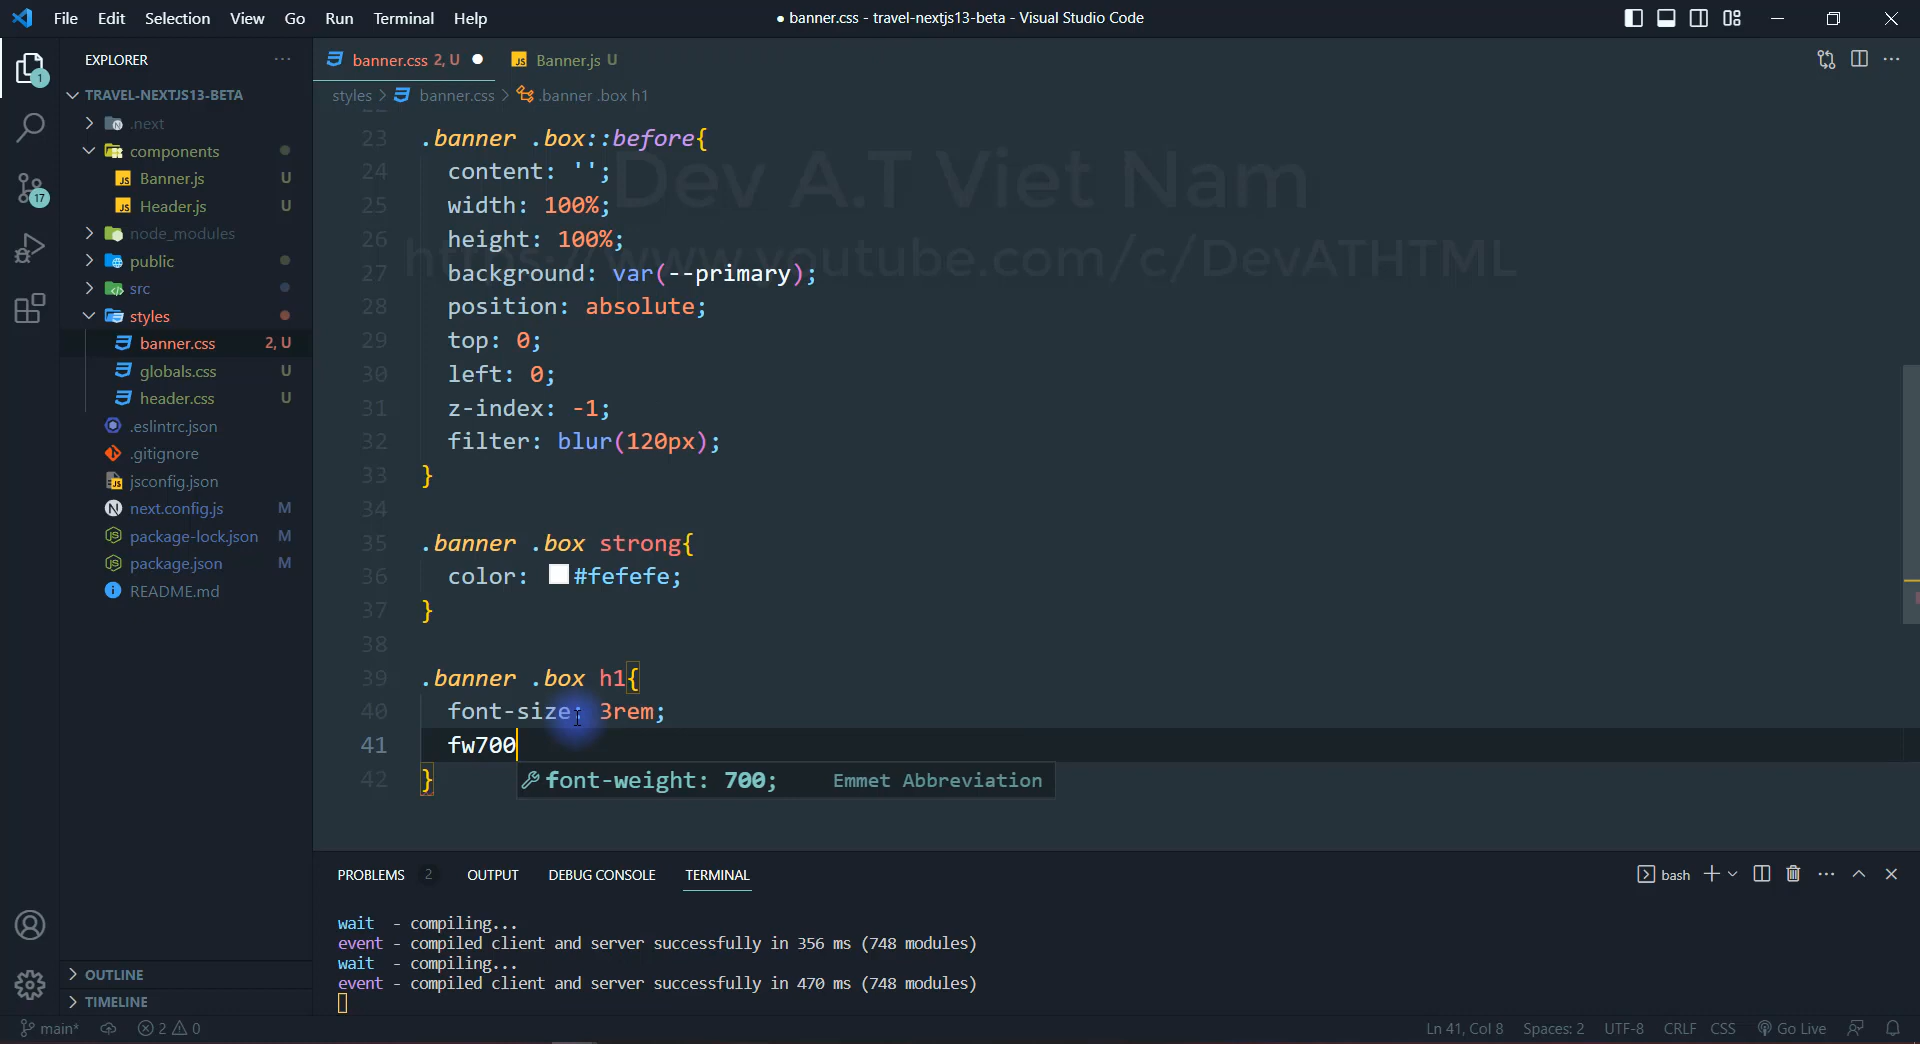 File Edit Selection View Go Run Terminal Help
● banner.css - travel-nextjs13-beta - Visual Studio Code
EXPLORER
TRAVEL-NEXTJS13-BETA
.next
components
Banner.js U
Header.js U
node_modules
public
src
styles
banner.css 2, U
globals.css U
header.css U
.eslintrc.json
.gitignore
jsconfig.json
next.config.js M
package-lock.json M
package.json M
README.md
OUTLINE
TIMELINE
1
17
banner.css 2, U ●
Banner.js U
styles > banner.css > .banner .box h1
Dev A.T Viet Nam
https://www.youtube.com/c/DevATHTML
23 .banner .box::before{
24 content: '';
25 width: 100%;
26 height: 100%;
27 background: var(--primary);
28 position: absolute;
29 top: 0;
30 left: 0;
31 z-index: -1;
32 filter: blur(120px);
33 }
34
35 .banner .box strong{
36 color: #fefefe;
37 }
38
39 .banner .box h1{
40 font-size: 3rem;
41 fw700
42 }
font-weight: 700; Emmet Abbreviation
PROBLEMS 2 OUTPUT DEBUG CONSOLE TERMINAL
bash
wait - compiling...
event - compiled client and server successfully in 356 ms (748 modules)
wait - compiling...
event - compiled client and server successfully in 470 ms (748 modules)
main* 2 0
Ln 41, Col 8 Spaces: 2 UTF-8 CRLF CSS Go Live